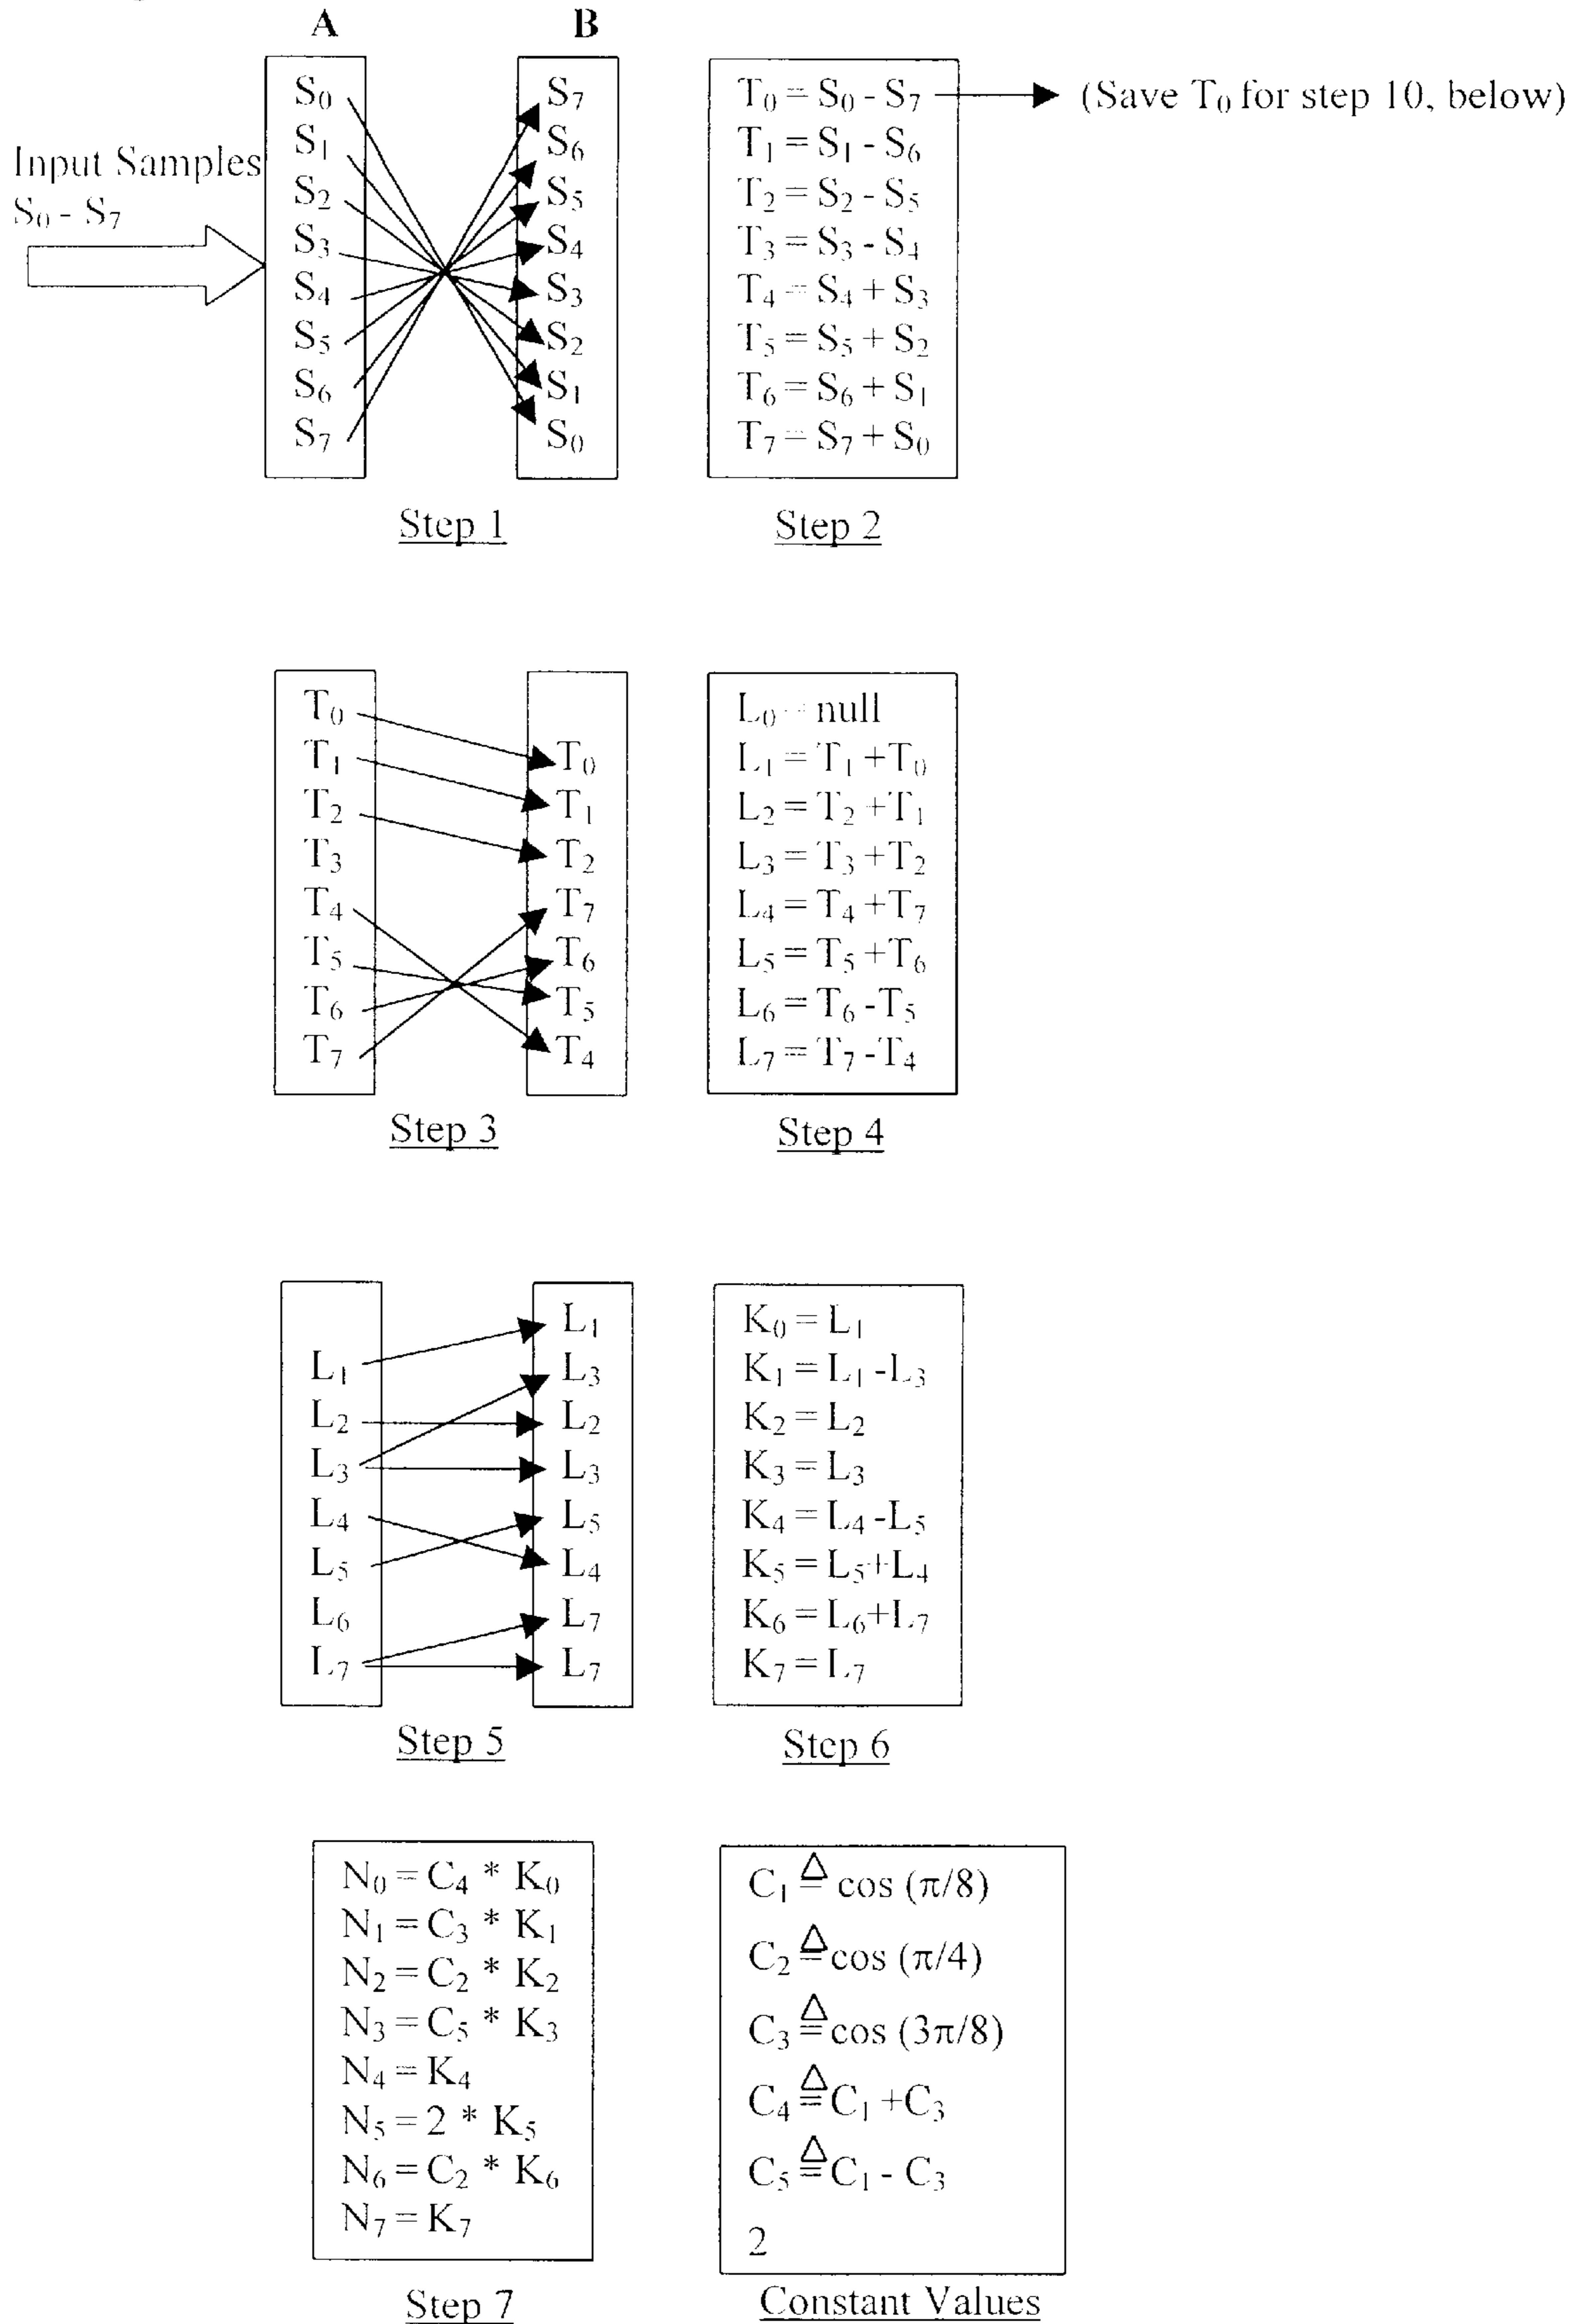 A B
Input Samples
S₀ - S₇
S₀
S₁
S₂
S₃
S₄
S₅
S₆
S₇
S₇
S₆
S₅
S₄
S₃
S₂
S₁
S₀
T₀ = S₀ - S₇
T₁ = S₁ - S₆
T₂ = S₂ - S₅
T₃ = S₃ - S₄
T₄ = S₄ + S₃
T₅ = S₅ + S₂
T₆ = S₆ + S₁
T₇ = S₇ + S₀
(Save T₀ for step 10, below)
Step 1
Step 2
T₀
T₁
T₂
T₃
T₄
T₅
T₆
T₇
T₀
T₁
T₂
T₇
T₆
T₅
T₄
L₀ = null
L₁ = T₁ +T₀
L₂ = T₂ +T₁
L₃ = T₃ +T₂
L₄ = T₄ +T₇
L₅ = T₅ +T₆
L₆ = T₆ -T₅
L₇ = T₇ -T₄
Step 3
Step 4
L₁
L₂
L₃
L₄
L₅
L₆
L₇
L₁
L₃
L₂
L₃
L₅
L₄
L₇
L₇
K₀ = L₁
K₁ = L₁ -L₃
K₂ = L₂
K₃ = L₃
K₄ = L₄ -L₅
K₅ = L₅+L₄
K₆ = L₆+L₇
K₇ = L₇
Step 5
Step 6
N₀ = C₄ * K₀
N₁ = C₃ * K₁
N₂ = C₂ * K₂
N₃ = C₅ * K₃
N₄ = K₄
N₅ = 2 * K₅
N₆ = C₂ * K₆
N₇ = K₇
Step 7
C₁ ≜ cos (π/8)
C₂ ≜ cos (π/4)
C₃ ≜ cos (3π/8)
C₄ ≜ C₁ +C₃
C₅ ≜ C₁ - C₃
2
Constant Values